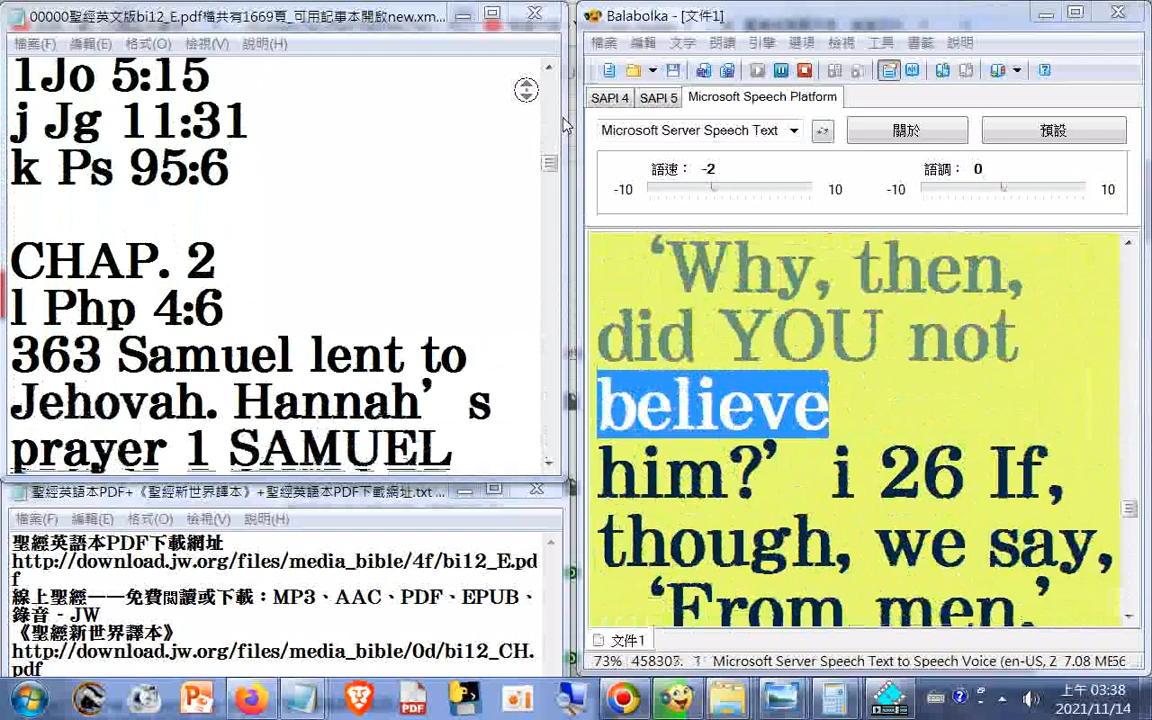 00000聖經英文版bi12_E.pdf檔共有1669頁_可用記事本開啟new.xm...
檔案(F) 編輯(E) 格式(O) 檢視(V) 說明(H)
1Jo 5:15
j Jg 11:31
k Ps 95:6
CHAP. 2
l Php 4:6
363 Samuel lent to
Jehovah. Hannah’s
prayer 1 SAMUEL
聖經英語本PDF+《聖經新世界譯本》+聖經英語本PDF下載網址.txt ...
檔案(F) 編輯(E) 格式(O) 檢視(V) 說明(H)
聖經英語本PDF下載網址
http://download.jw.org/files/media_bible/4f/bi12_E.pd
f
線上聖經——免費閱讀或下載：MP3、AAC、PDF、EPUB、
錄音 - JW
《聖經新世界譯本》
http://download.jw.org/files/media_bible/0d/bi12_CH.
pdf
Balabolka - [文件1]
檔案 編輯 文字 朗讀 引擎 選項 檢視 工具 書籤 說明
SAPI 4 SAPI 5 Microsoft Speech Platform
Microsoft Server Speech Text 關於 預設
語速： -2 語調： 0
-10 10 -10 10
‘Why, then,
did YOU not
believe
him?’ i 26 If,
though, we say,
‘From men,’
文件1
73% 458307: 1 Microsoft Server Speech Text to Speech Voice (en-US, Z 7.08 ME56
PDF
上午 03:38
2021/11/14